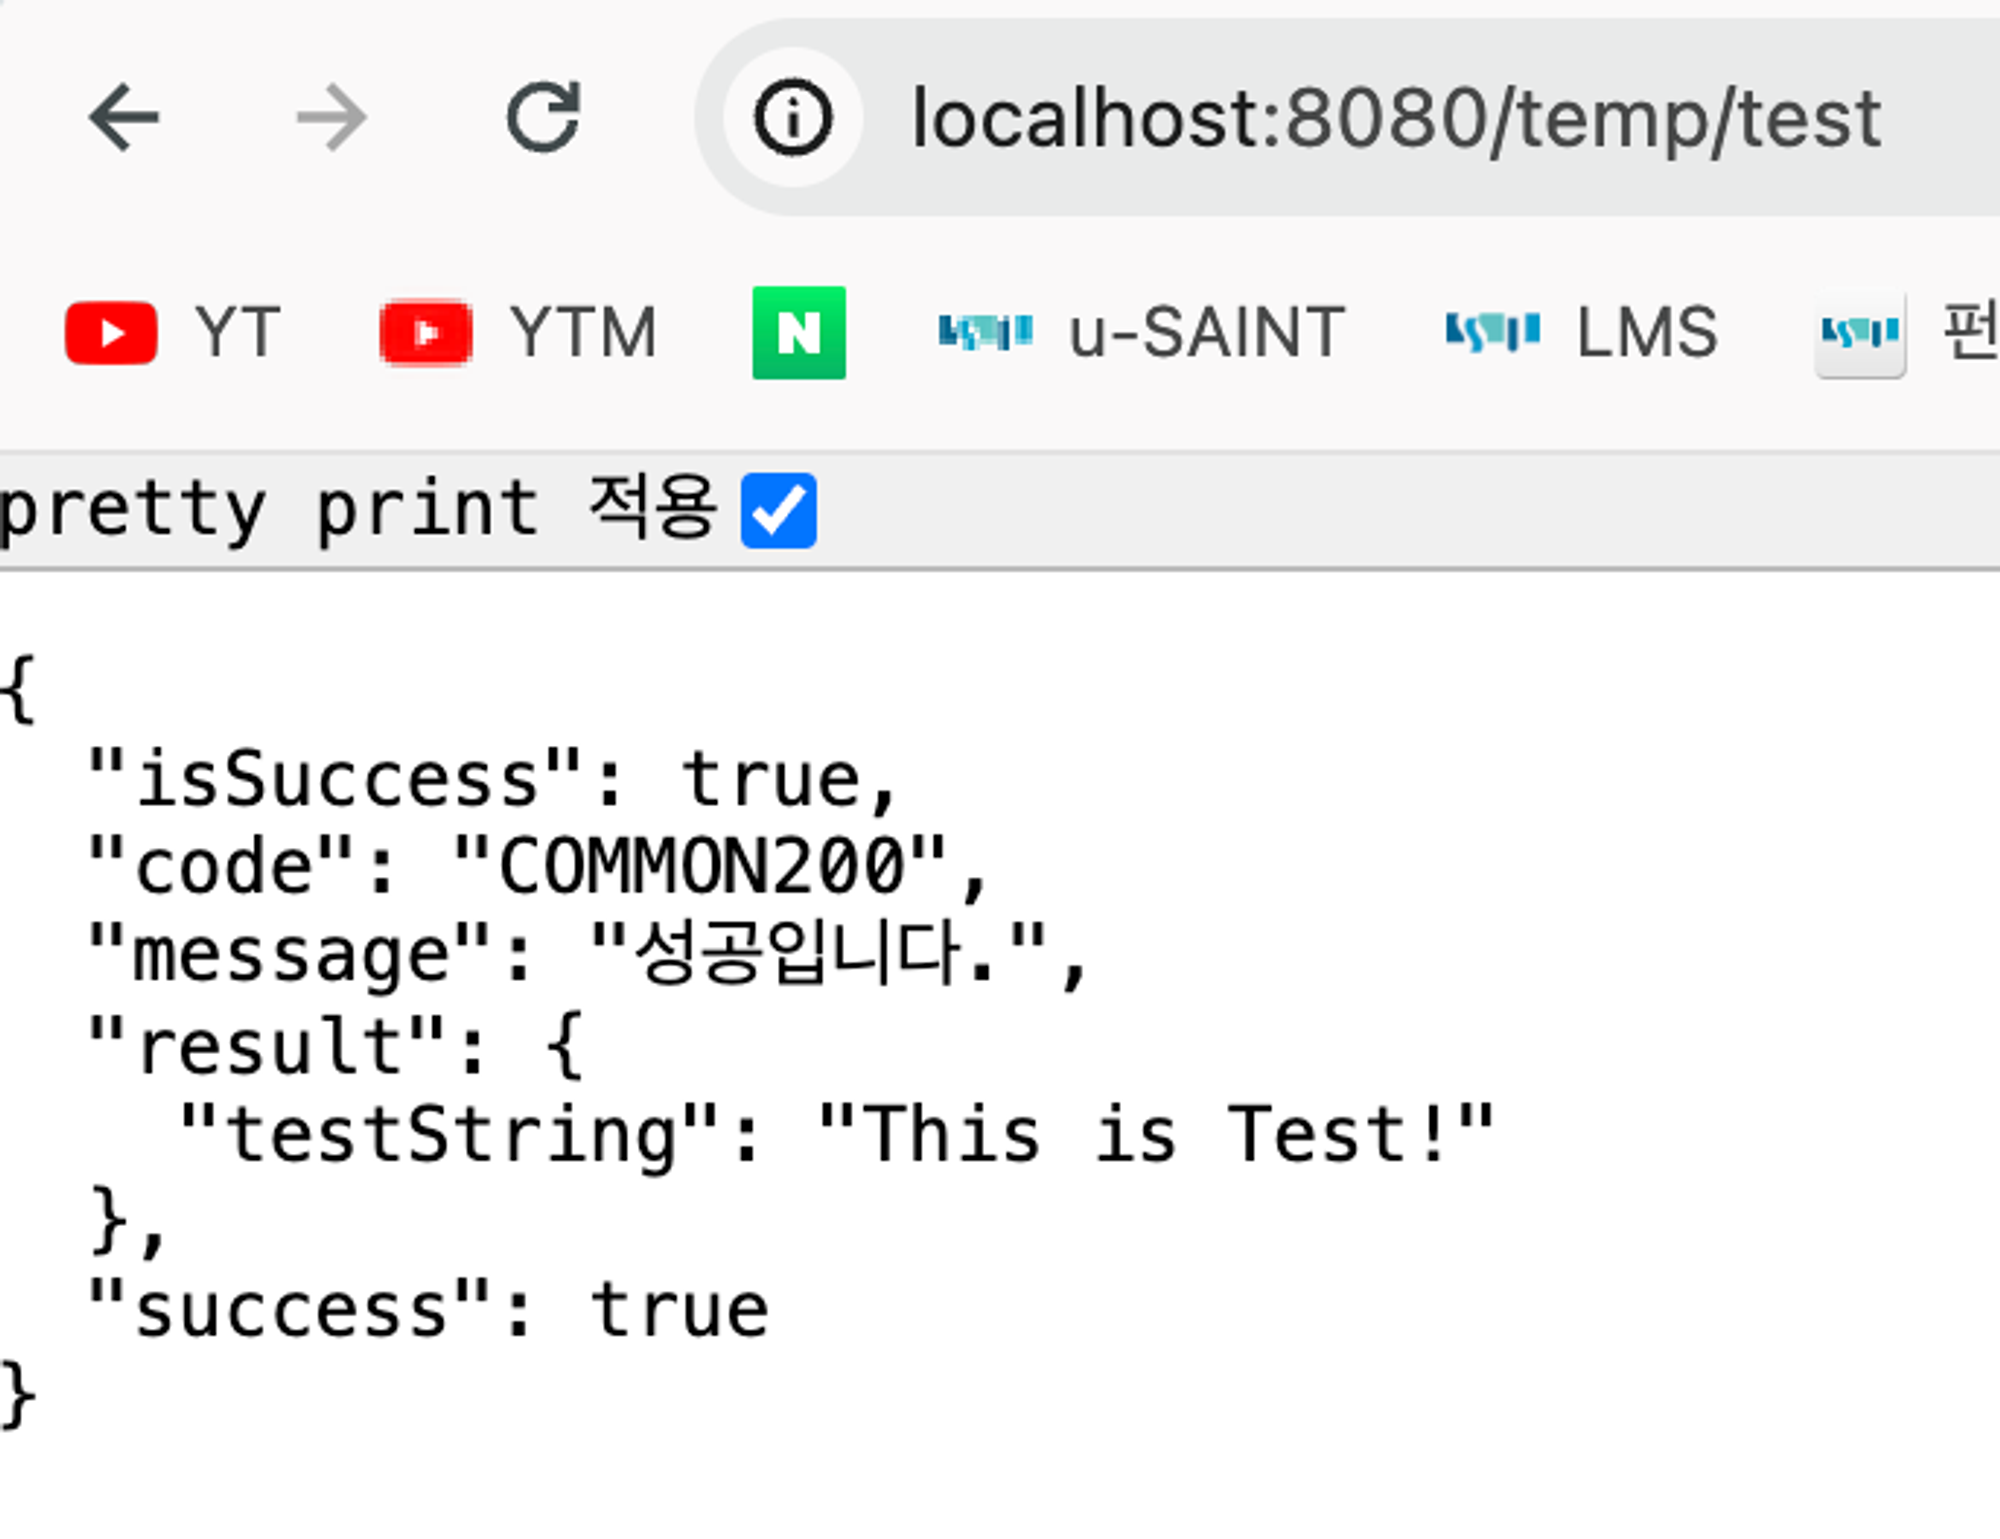 localhost:8080/temp/test
YT YTM N u-SAINT LMS 펀
pretty print 적용
{
  "isSuccess": true,
  "code": "COMMON200",
  "message": "성공입니다.",
  "result": {
    "testString": "This is Test!"
  },
  "success": true
}